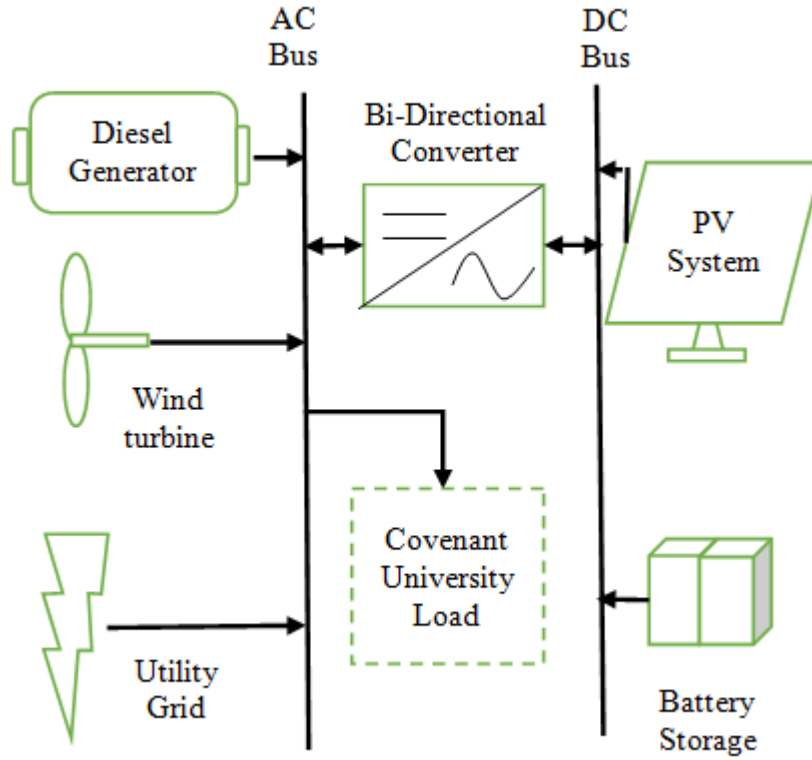 AC
Bus
DC
Bus
Diesel
Generator
Bi-Directional
Converter
PV
System
Wind
turbine
Covenant
University
Load
Utility
Grid
Battery
Storage